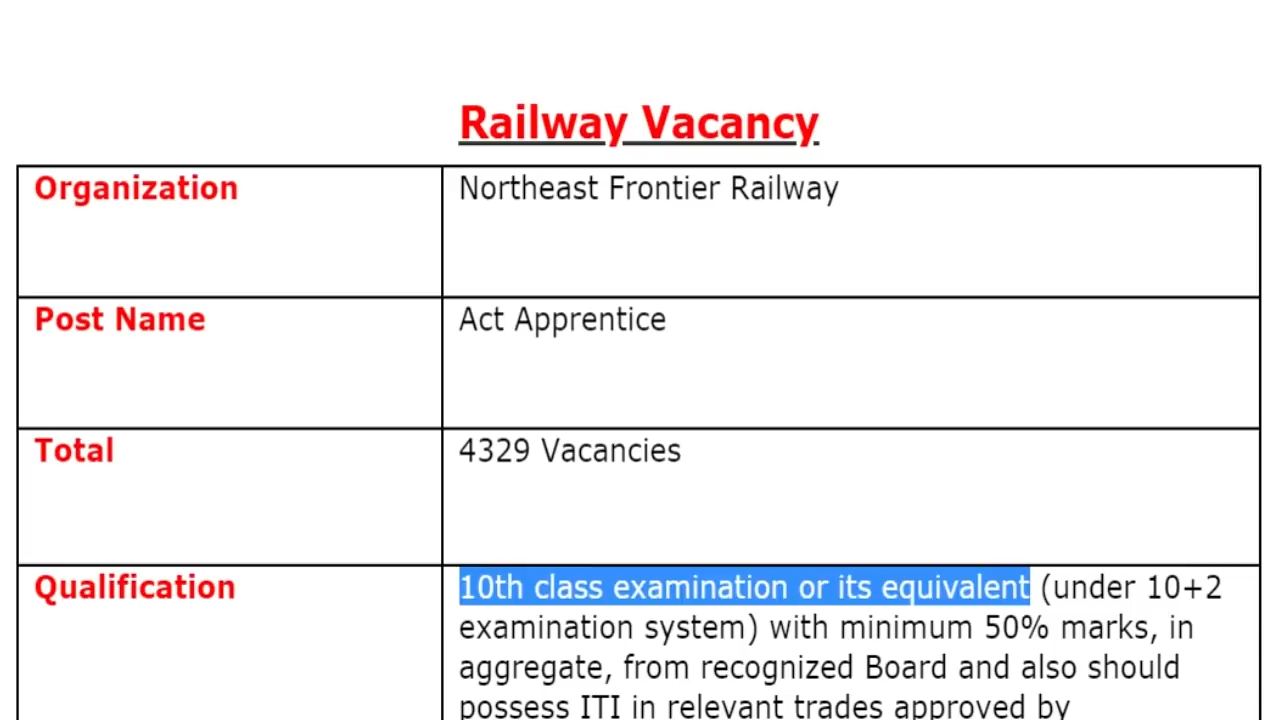 Railway Vacancy
Organization
Northeast Frontier Railway
Post Name
Act Apprentice
Total
4329 Vacancies
Qualification
10th class examination or its equivalent (under 10+2
examination system) with minimum 50% marks, in
aggregate, from recognized Board and also should
possess ITI in relevant trades approved by